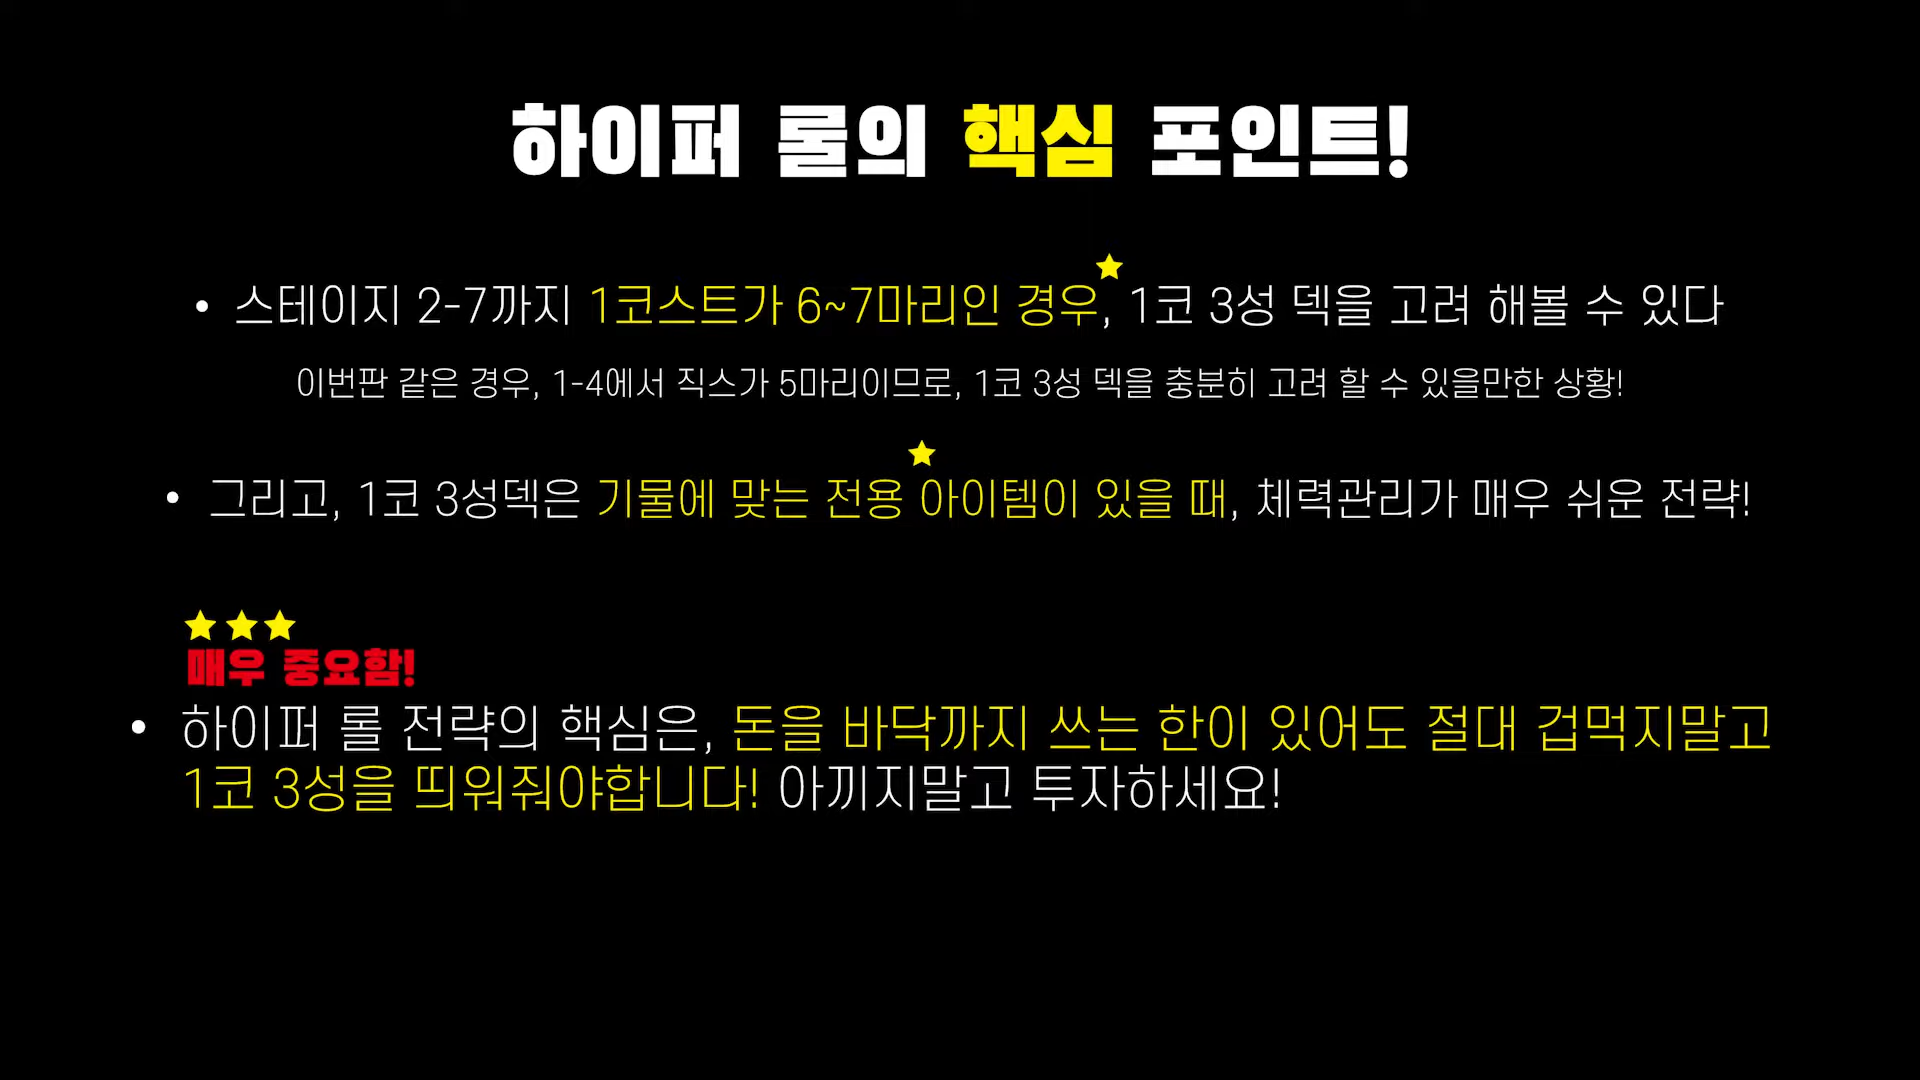 하이퍼 롤의 핵심 포인트!
• 스테이지 2-7까지 1코스트가 6~7마리인 경우, 1코 3성 덱을 고려 해볼 수 있다
이번판 같은 경우, 1-4에서 직스가 5마리이므로, 1코 3성 덱을 충분히 고려 할 수 있을만한 상황!
• 그리고, 1코 3성덱은 기물에 맞는 전용 아이템이 있을 때, 체력관리가 매우 쉬운 전략!
매우 중요함!
• 하이퍼 롤 전략의 핵심은, 돈을 바닥까지 쓰는 한이 있어도 절대 겁먹지말고
1코 3성을 띄워줘야합니다! 아끼지말고 투자하세요!